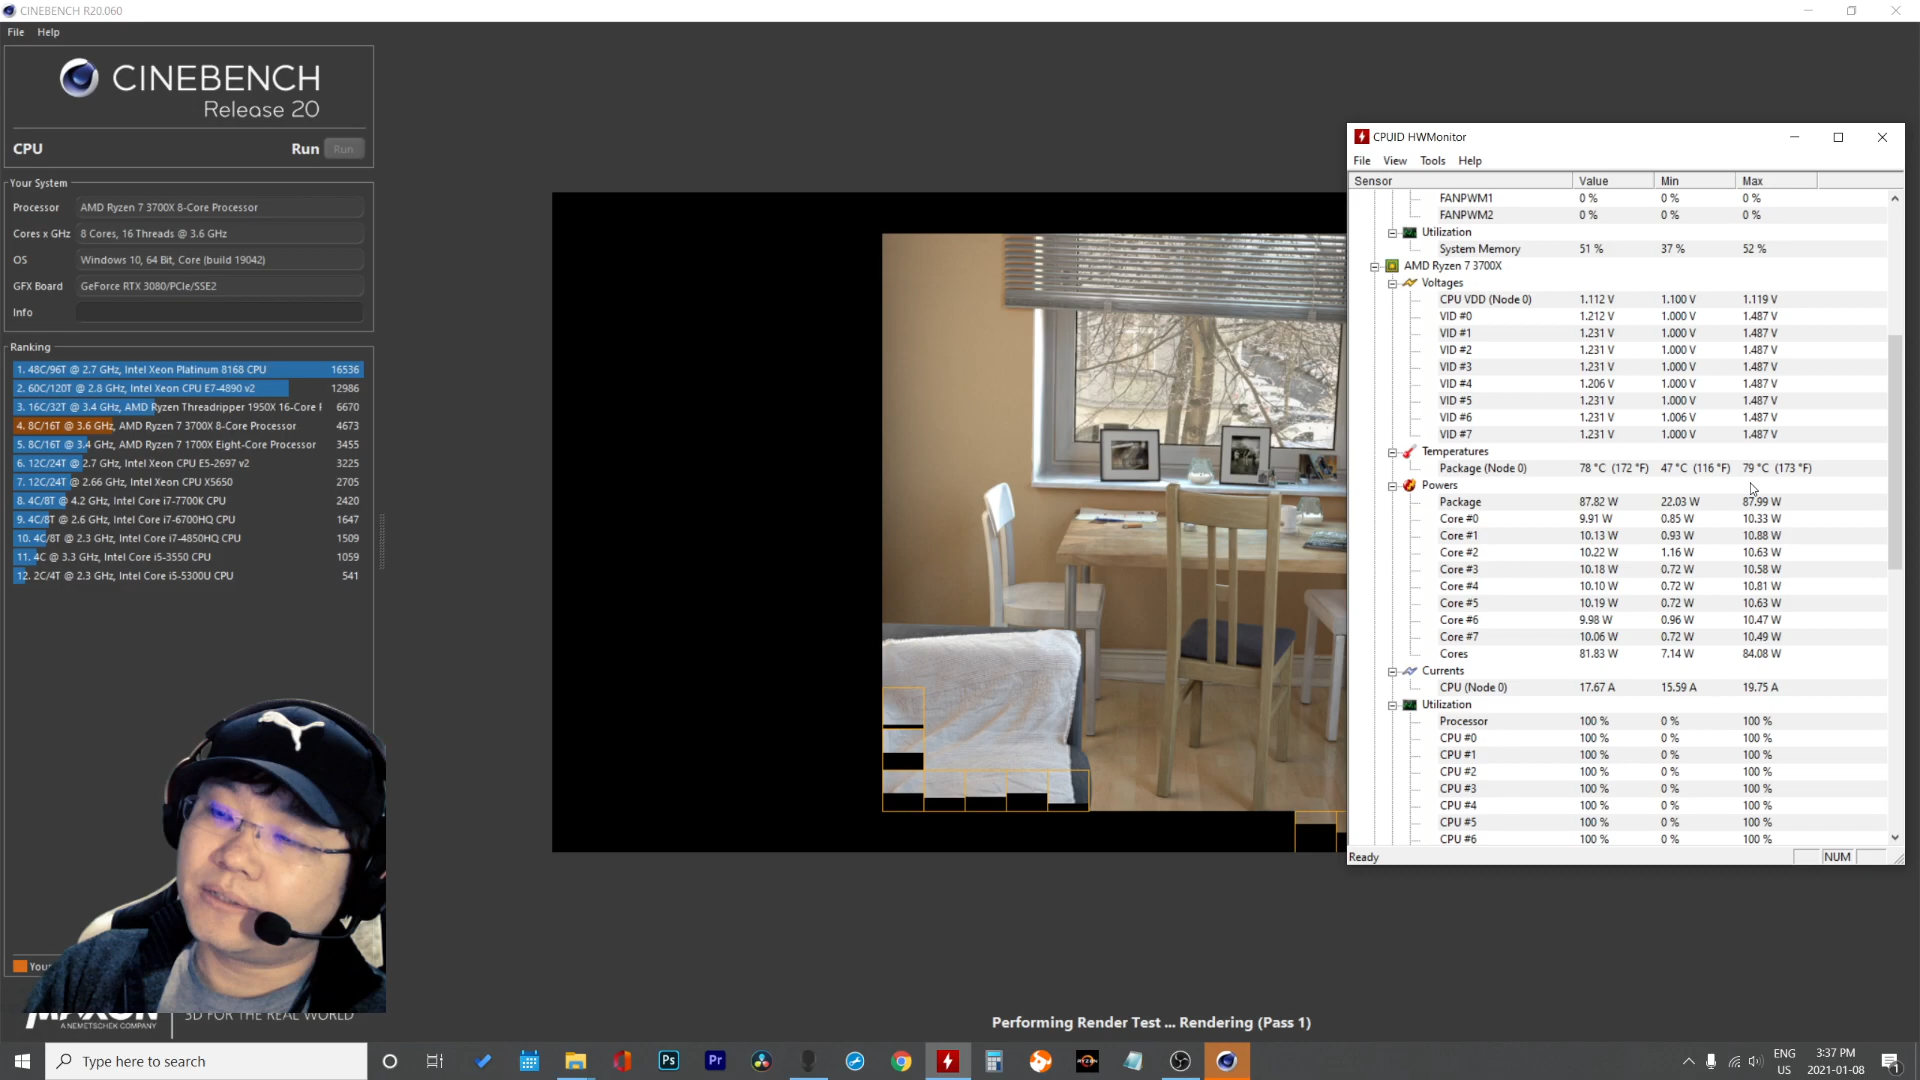 CINEBENCH R20.060
File Help
CINEBENCH
Release 20
CPU Run Run
Your System
Processor AMD Ryzen 7 3700X 8-Core Processor
Cores x GHz 8 Cores, 16 Threads @ 3.6 GHz
OS Windows 10, 64 Bit, Core (build 19042)
GFX Board GeForce RTX 3080/PCIe/SSE2
Info
Ranking
1. 48C/96T @ 2.7 GHz, Intel Xeon Platinum 8168 CPU 16536
2. 60C/120T @ 2.8 GHz, Intel Xeon CPU E7-4890 v2 12986
3. 16C/32T @ 3.4 GHz, AMD Ryzen Threadripper 1950X 16-Core 6670
4. 8C/16T @ 3.6 GHz, AMD Ryzen 7 3700X 8-Core Processor 4673
5. 8C/16T @ 3.4 GHz, AMD Ryzen 7 1700X Eight-Core Processor 3455
6. 12C/24T @ 2.7 GHz, Intel Xeon CPU E5-2697 v2 3225
7. 12C/24T @ 2.66 GHz, Intel Xeon CPU X5650 2705
8. 4C/8T @ 4.2 GHz, Intel Core i7-7700K CPU 2420
9. 4C/8T @ 2.6 GHz, Intel Core i7-6700HQ CPU 1647
10. 4C/8T @ 2.3 GHz, Intel Core i7-4850HQ CPU 1509
11. 4C @ 3.3 GHz, Intel Core i5-3550 CPU 1059
12. 2C/4T @ 2.3 GHz, Intel Core i5-5300U CPU 541
You
MAXON
A NEMETSCHEK COMPANY
3D FOR THE REAL WORLD
Performing Render Test ... Rendering (Pass 1)
CPUID HWMonitor
File View Tools Help
Sensor Value Min Max
FANPWM1 0 % 0 % 0 %
FANPWM2 0 % 0 % 0 %
Utilization
System Memory 51 % 37 % 52 %
AMD Ryzen 7 3700X
Voltages
CPU VDD (Node 0) 1.112 V 1.100 V 1.119 V
VID #0 1.212 V 1.000 V 1.487 V
VID #1 1.231 V 1.000 V 1.487 V
VID #2 1.231 V 1.000 V 1.487 V
VID #3 1.231 V 1.000 V 1.487 V
VID #4 1.206 V 1.000 V 1.487 V
VID #5 1.231 V 1.000 V 1.487 V
VID #6 1.231 V 1.006 V 1.487 V
VID #7 1.231 V 1.000 V 1.487 V
Temperatures
Package (Node 0) 78 °C (172 °F) 47 °C (116 °F) 79 °C (173 °F)
Powers
Package 87.82 W 22.03 W 87.99 W
Core #0 9.91 W 0.85 W 10.33 W
Core #1 10.13 W 0.93 W 10.88 W
Core #2 10.22 W 1.16 W 10.63 W
Core #3 10.18 W 0.72 W 10.58 W
Core #4 10.10 W 0.72 W 10.81 W
Core #5 10.19 W 0.72 W 10.63 W
Core #6 9.98 W 0.96 W 10.47 W
Core #7 10.06 W 0.72 W 10.49 W
Cores 81.83 W 7.14 W 84.08 W
Currents
CPU (Node 0) 17.67 A 15.59 A 19.75 A
Utilization
Processor 100 % 0 % 100 %
CPU #0 100 % 0 % 100 %
CPU #1 100 % 0 % 100 %
CPU #2 100 % 0 % 100 %
CPU #3 100 % 0 % 100 %
CPU #4 100 % 0 % 100 %
CPU #5 100 % 0 % 100 %
CPU #6 100 % 0 % 100 %
Ready NUM
Type here to search
Ps
Pr
RYZEN
ENG
US
3:37 PM
2021-01-08
1